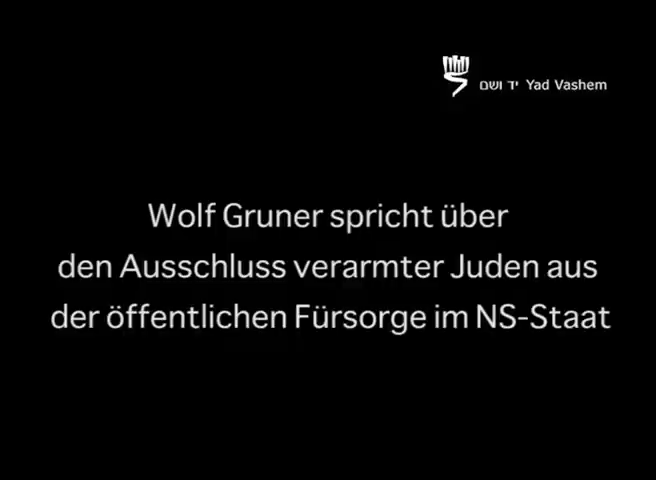 יד ושם Yad Vashem
Wolf Gruner spricht über
den Ausschluss verarmter Juden aus
der öffentlichen Fürsorge im NS-Staat